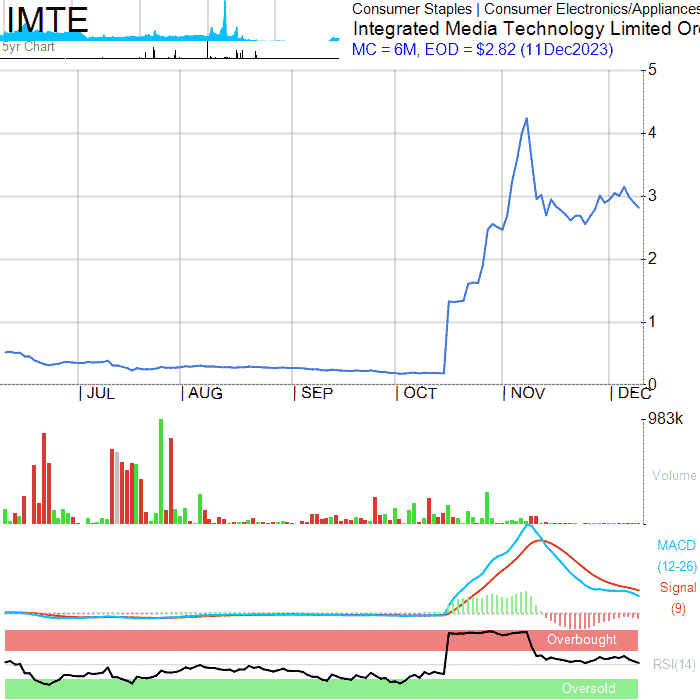 IMTE
5yr Chart
Consumer Staples | Consumer Electronics/Appliances
Integrated Media Technology Limited Or
MC = 6M, EOD = $2.82 (11Dec2023)
5
4
3
2
1
0
JUL AUG SEP OCT NOV DEC
983k
Volume
MACD
(12-26)
Signal
(9)
Overbought
RSI(14)
Oversold